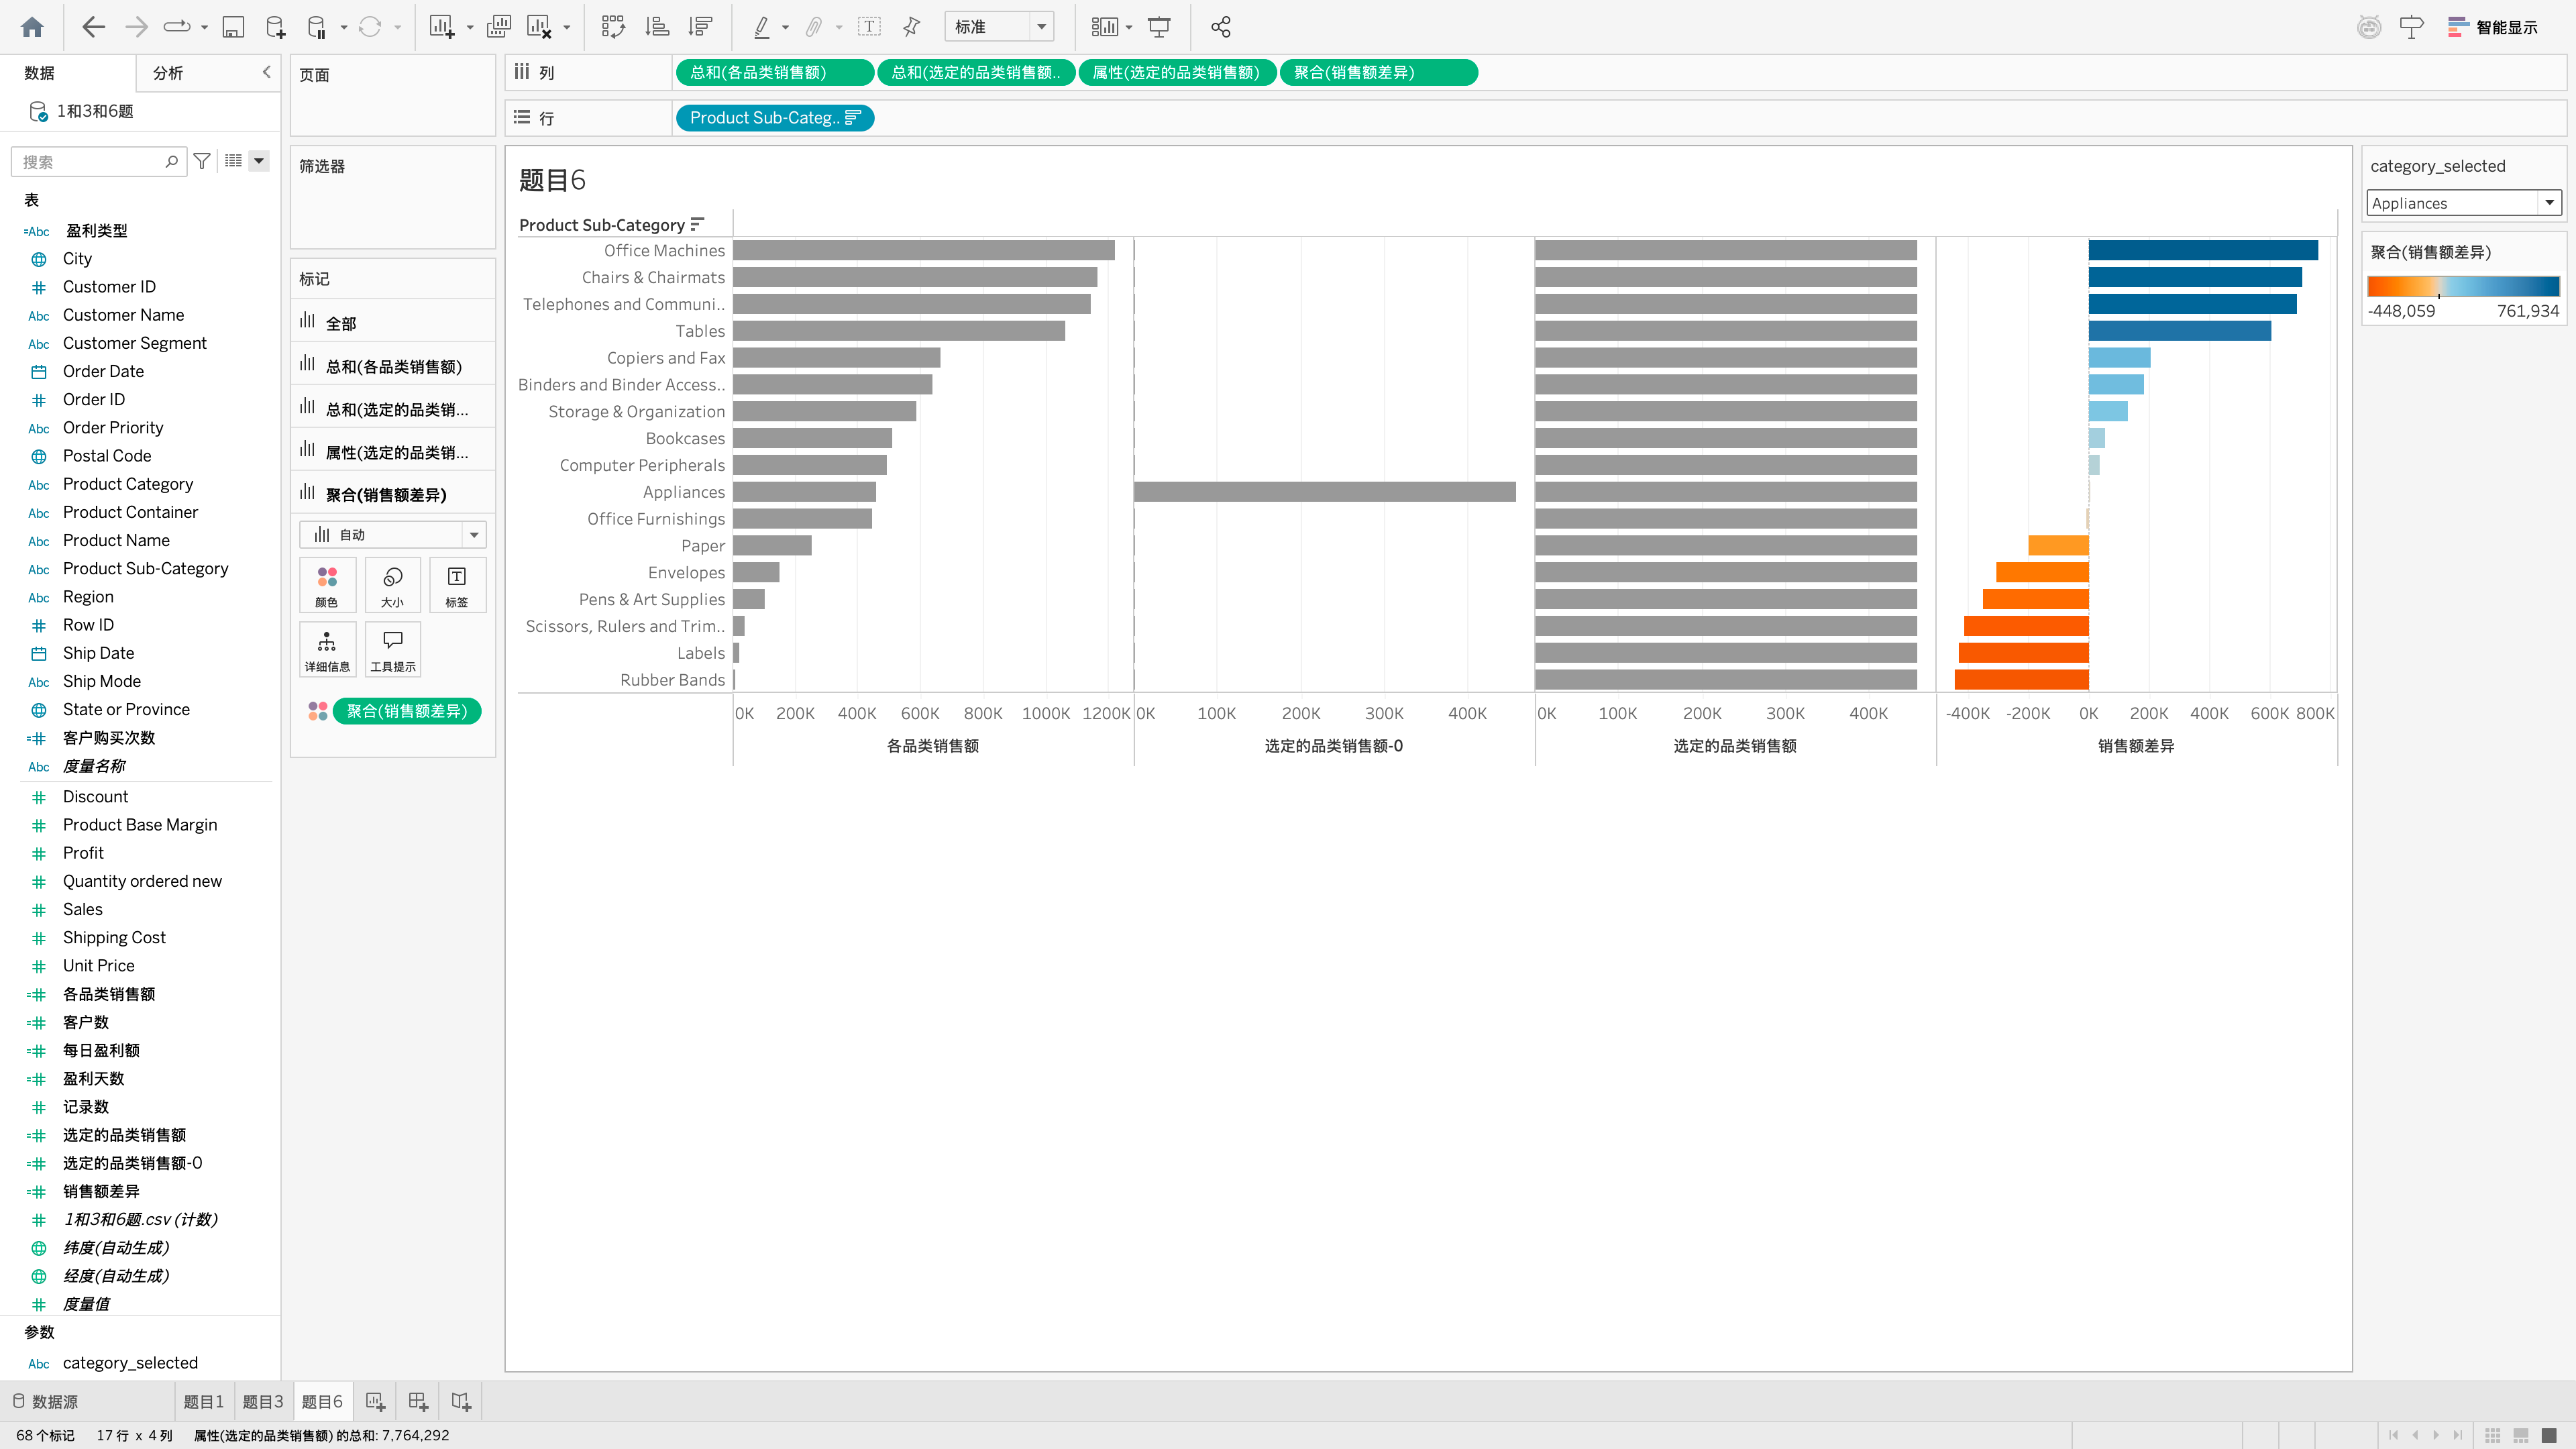 标准
智能显示
数据
分析
1和3和6题
搜索
表
Abc 盈利类型
City
Customer ID
Abc Customer Name
Abc Customer Segment
Order Date
Order ID
Abc Order Priority
Postal Code
Abc Product Category
Abc Product Container
Abc Product Name
Abc Product Sub-Category
Abc Region
Row ID
Ship Date
Abc Ship Mode
State or Province
客户购买次数
Abc 度量名称
Discount
Product Base Margin
Profit
Quantity ordered new
Sales
Shipping Cost
Unit Price
各品类销售额
客户数
每日盈利额
盈利天数
记录数
选定的品类销售额
选定的品类销售额-0
销售额差异
1和3和6题.csv (计数)
纬度(自动生成)
经度(自动生成)
度量值
参数
Abc category_selected
页面
筛选器
标记
全部
总和(各品类销售额)
总和(选定的品类销...
属性(选定的品类销...
聚合(销售额差异)
自动
颜色 大小 标签
详细信息 工具提示
聚合(销售额差异)
列 总和(各品类销售额) 总和(选定的品类销售额.. 属性(选定的品类销售额) 聚合(销售额差异)
行 Product Sub-Categ..
题目6
Product Sub-Category
Office Machines
Chairs & Chairmats
Telephones and Communi..
Tables
Copiers and Fax
Binders and Binder Access..
Storage & Organization
Bookcases
Computer Peripherals
Appliances
Office Furnishings
Paper
Envelopes
Pens & Art Supplies
Scissors, Rulers and Trim..
Labels
Rubber Bands
0K 200K 400K 600K 800K 1000K 1200K 0K 100K 200K 300K 400K 0K 100K 200K 300K 400K -400K -200K 0K 200K 400K 600K 800K
各品类销售额 选定的品类销售额-0 选定的品类销售额 销售额差异
category_selected
Appliances
聚合(销售额差异)
-448,059 761,934
数据源 题目1 题目3 题目6
68 个标记 17 行 x 4 列 属性(选定的品类销售额) 的总和: 7,764,292